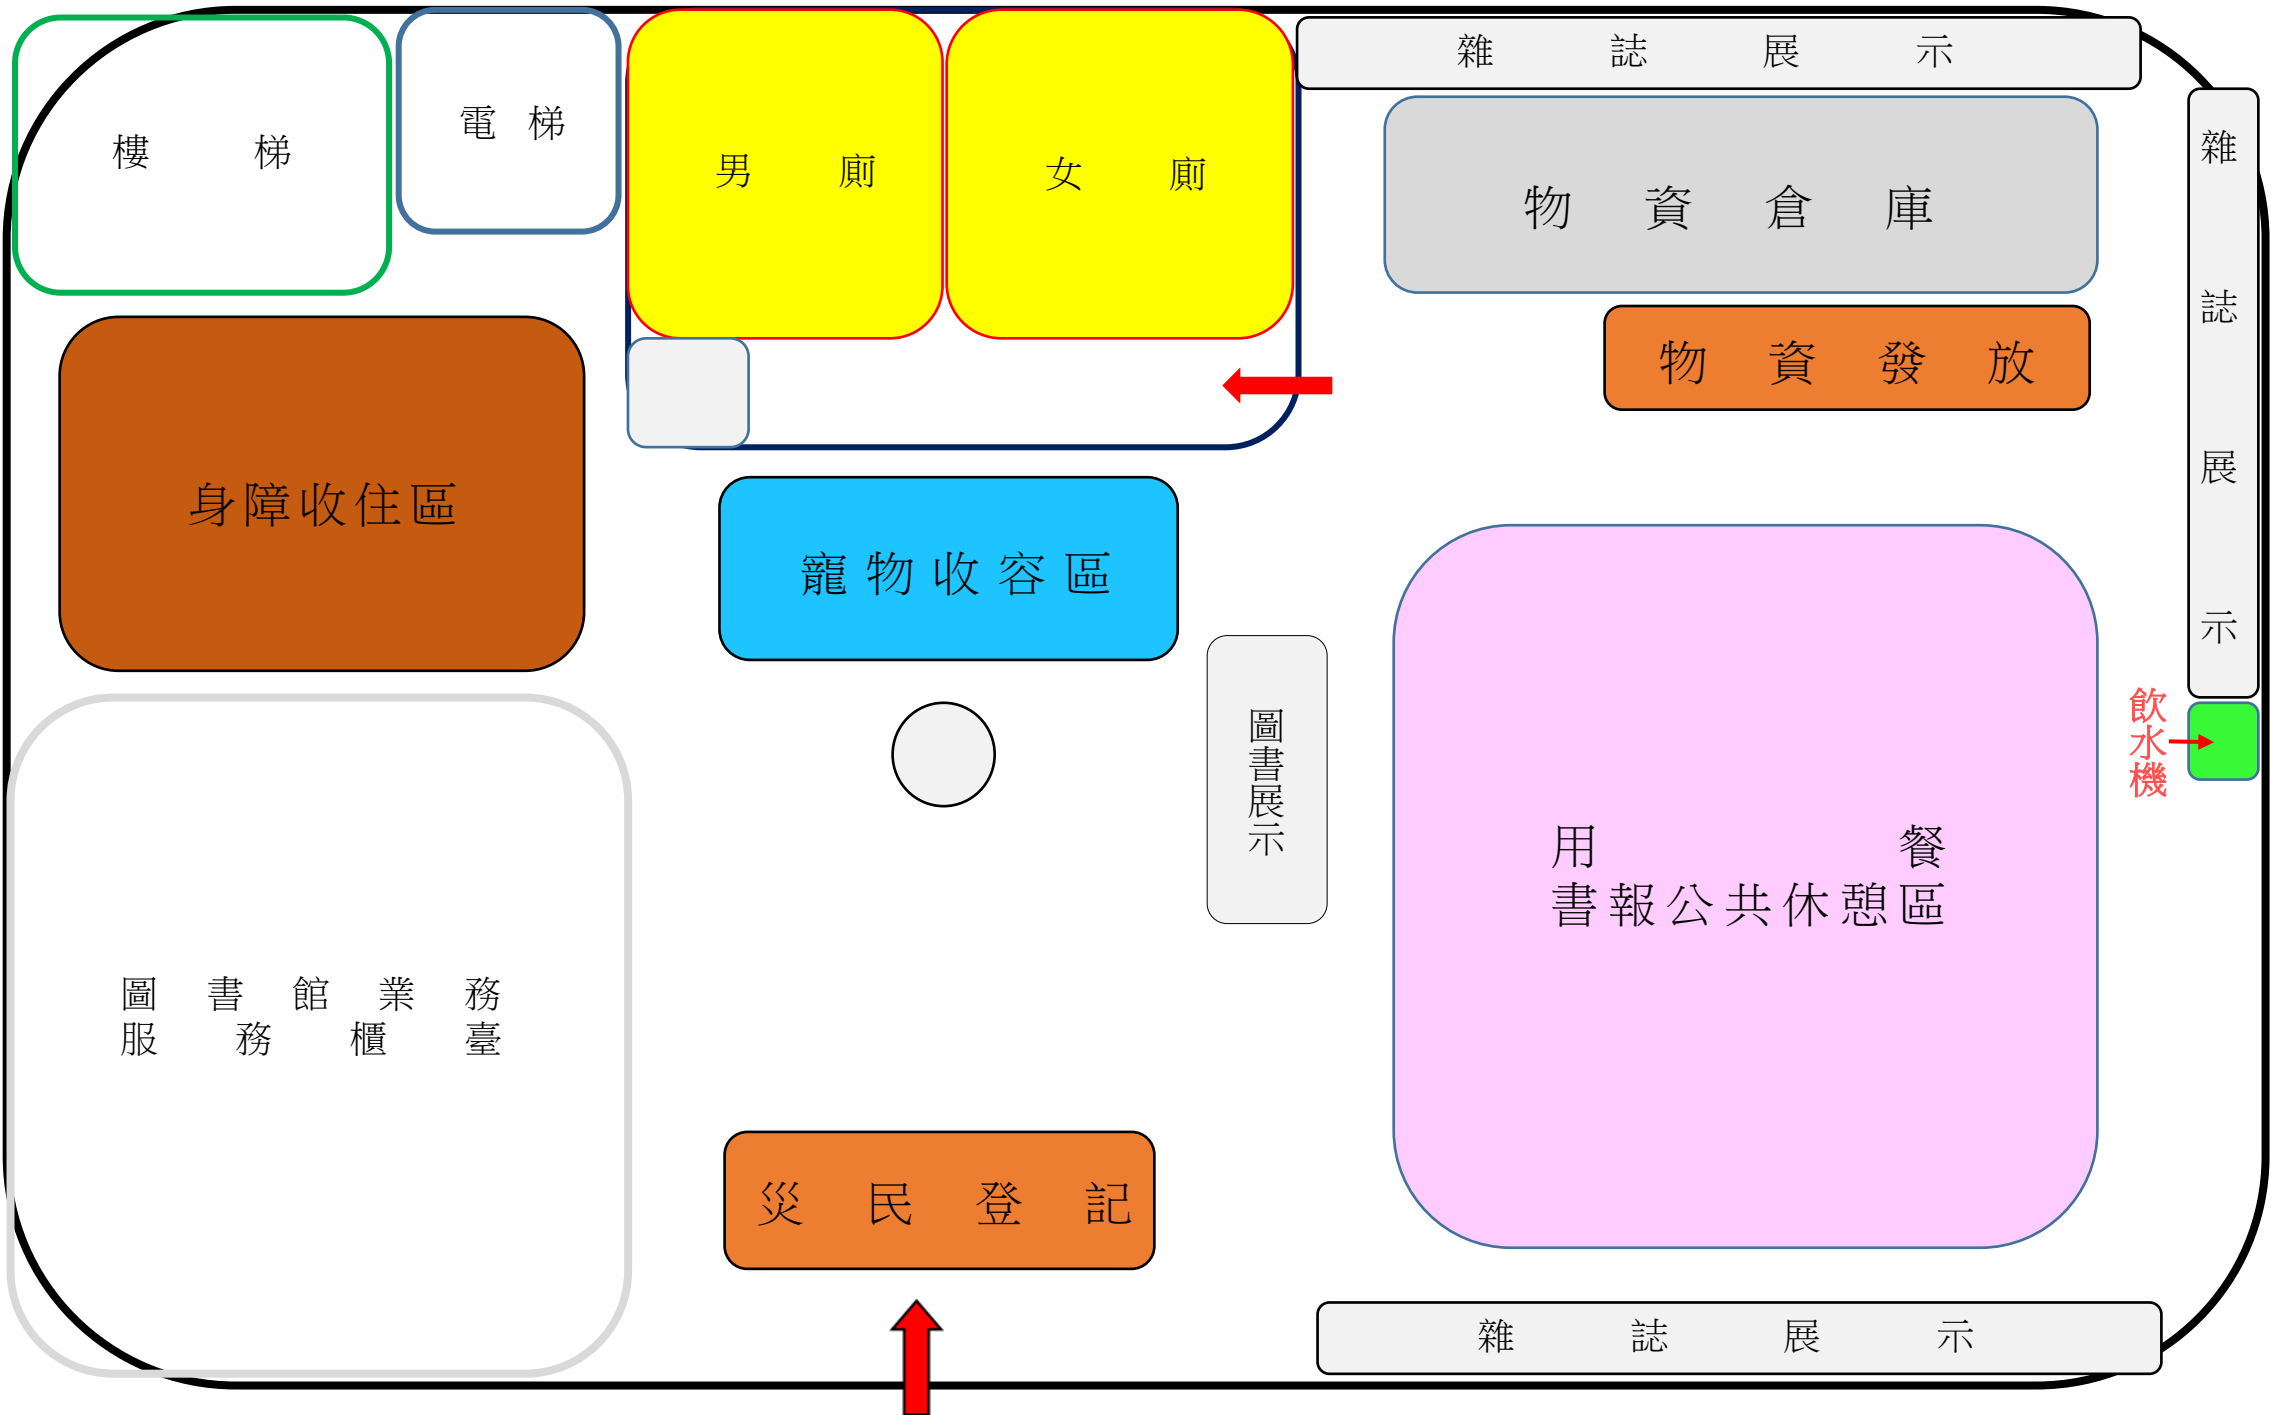 雜誌展示
樓梯
電梯
男廁
女廁
物資倉庫
雜誌展示
物資發放
身障收住區
寵物收容區
圖書展示
飲水機
用餐
書報公共休憩區
圖書館業務
服務櫃臺
災民登記
雜誌展示